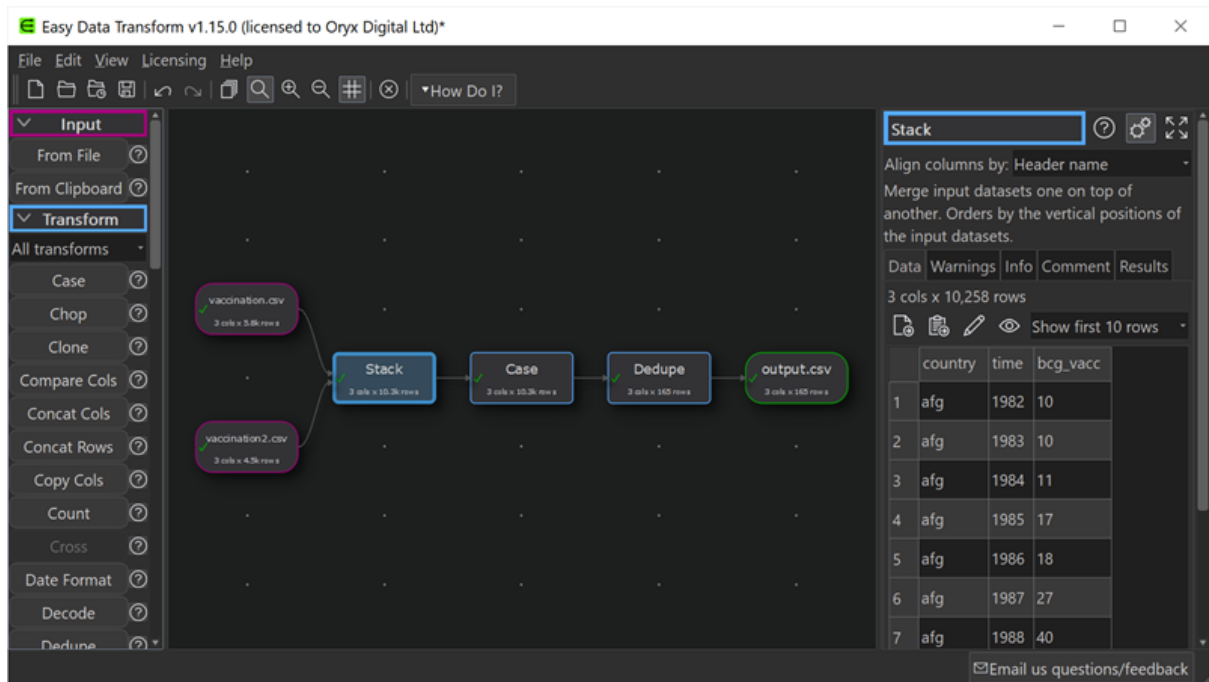 Easy Data Transform v1.15.0 (licensed to Oryx Digital Ltd)*
File Edit View Licensing Help
▾How Do I?
Input
From File
From Clipboard
Transform
All transforms
Case
Chop
Clone
Compare Cols
Concat Cols
Concat Rows
Copy Cols
Count
Cross
Date Format
Decode
Dedupe
vaccination.csv
3 cols x 5.8k rows
vaccination2.csv
3 cols x 4.5k rows
Stack
3 cols x 10.3k rows
Case
3 cols x 10.3k rows
Dedupe
3 cols x 165 rows
output.csv
3 cols x 165 rows
Stack
Align columns by: Header name
Merge input datasets one on top of
another. Orders by the vertical positions of
the input datasets.
Data Warnings Info Comment Results
3 cols x 10,258 rows
Show first 10 rows
country time bcg_vacc
1 afg 1982 10
2 afg 1983 10
3 afg 1984 11
4 afg 1985 17
5 afg 1986 18
6 afg 1987 27
7 afg 1988 40
Email us questions/feedback